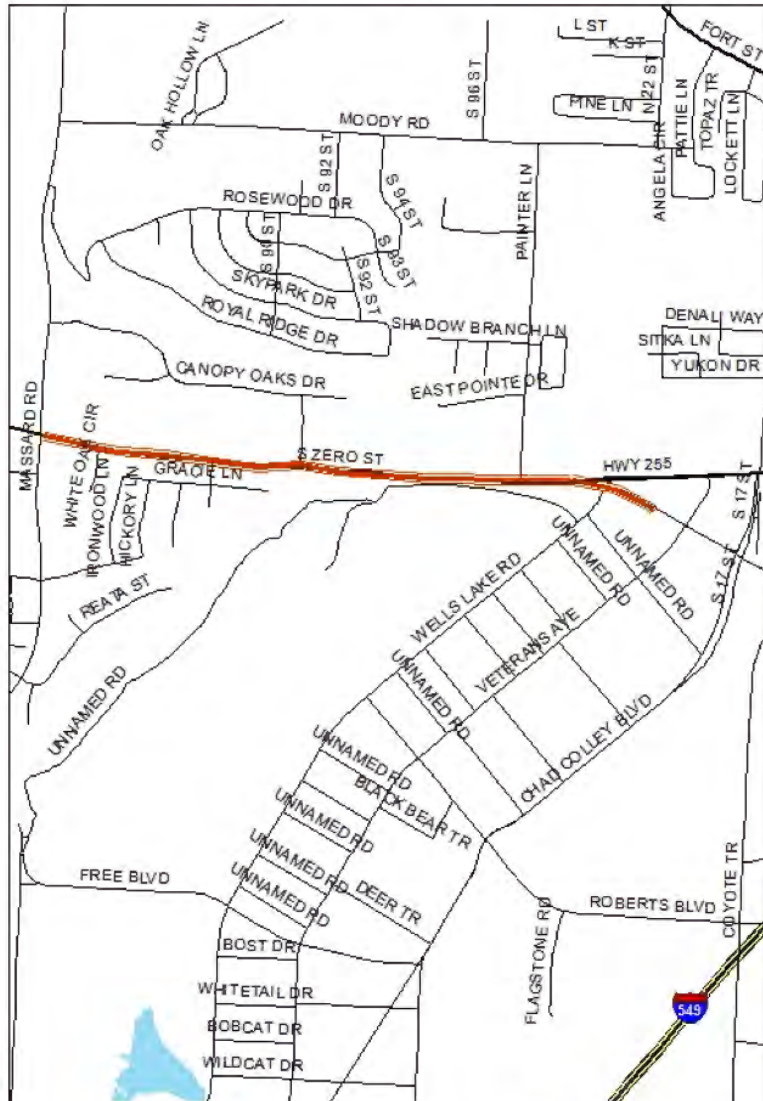 L ST
K ST
FORT ST
OAK HOLLOW LN
S 96 ST
PINE LN
N 22 ST
PATTIE LN
TOPAZ TR
LOCKETT LN
MOODY RD
ANGELA CIR
S 92 ST
S 94 ST
ROSEWOOD DR
PAINTER LN
S 90 ST
S 93 ST
S 92 ST
SKYPARK DR
ROYAL RIDGE DR
SHADOW BRANCH LN
DENALI WAY
SITKA LN
YUKON DR
CANOPY OAKS DR
EAST POINTE DR
MASSARD RD
WHITE OAK CIR
IRONWOOD LN
HICKORY LN
GRACIE LN
S ZERO ST
HWY 255
S 17 ST
S 17 ST
UNNAMED RD
UNNAMED RD
REATA ST
WELLS LAKE RD
VETERANS AVE
UNNAMED RD
UNNAMED RD
CHAD COLLEY BLVD
UNNAMED RD
BLACK BEAR TR
UNNAMED RD
UNNAMED RD
UNNAMED RD
DEER TR
FREE BLVD
FLAGSTONE RD
ROBERTS BLVD
COYOTE TR
BOST DR
WHITETAIL DR
BOBCAT DR
WILDCAT DR
549